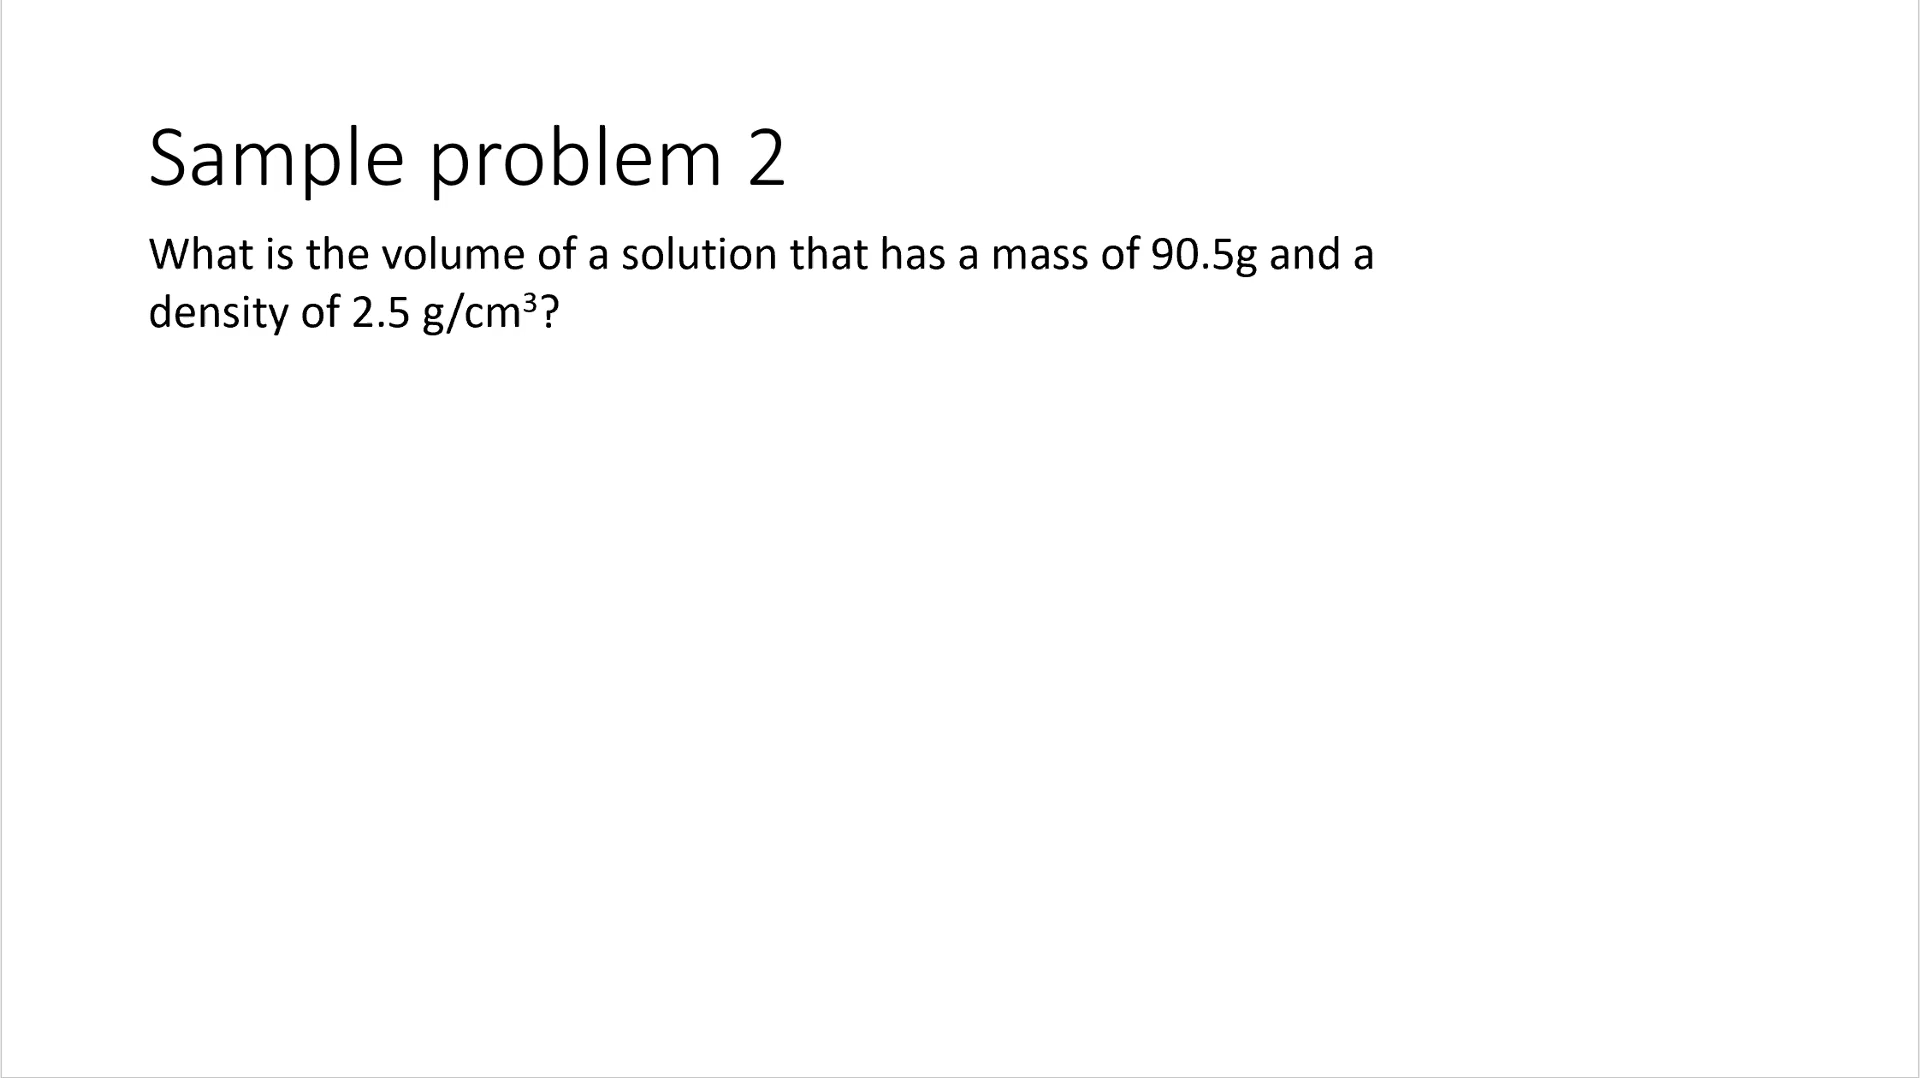 Sample problem 2
What is the volume of a solution that has a mass of 90.5g and a
density of 2.5 g/cm³?